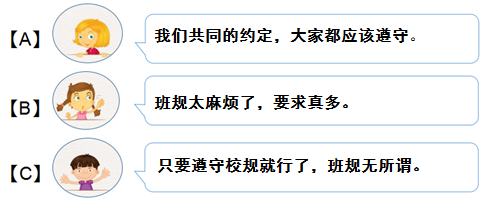 【A】 我们共同的约定，大家都应该遵守。
【B】 班规太麻烦了，要求真多。
【C】 只要遵守校规就行了，班规无所谓。